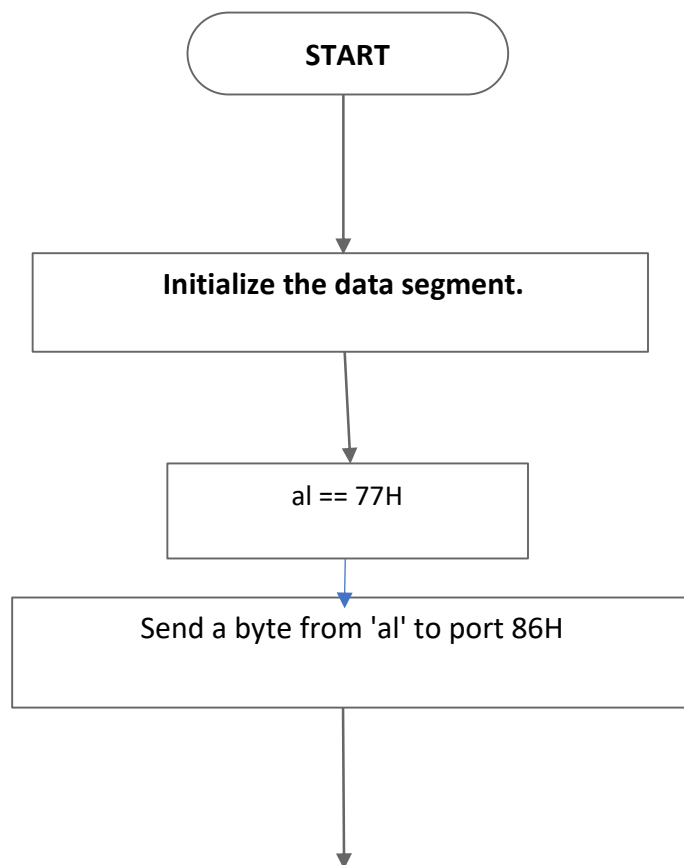 START
Initialize the data segment.
al == 77H
Send a byte from 'al' to port 86H